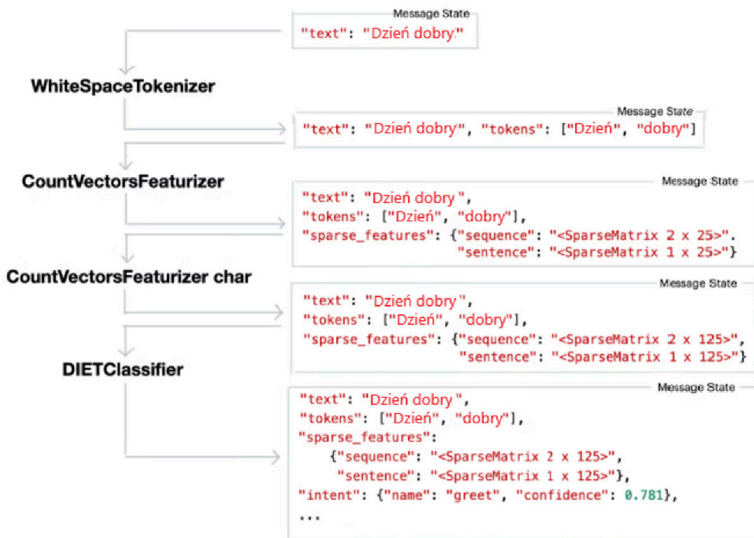 Message State
"text": "Dzień dobry"
WhiteSpaceTokenizer
Message State
"text": "Dzień dobry", "tokens": ["Dzień", "dobry"]
CountVectorsFeaturizer
Message State
"text": "Dzień dobry",
"tokens": ["Dzień", "dobry"],
"sparse_features": {"sequence": "<SparseMatrix 2 x 25>".
"sentence": "<SparseMatrix 1 x 25>"}
CountVectorsFeaturizer char
Message State
"text": "Dzień dobry",
"tokens": ["Dzień", "dobry"],
"sparse_features": {"sequence": "<SparseMatrix 2 x 125>",
"sentence": "<SparseMatrix 1 x 125>"}
DIETClassifier
Message State
"text": "Dzień dobry",
"tokens": ["Dzień", "dobry"],
"sparse_features":
{"sequence": "<SparseMatrix 2 x 125>",
"sentence": "<SparseMatrix 1 x 125>"},
"intent": {"name": "greet", "confidence": 0.781},
...